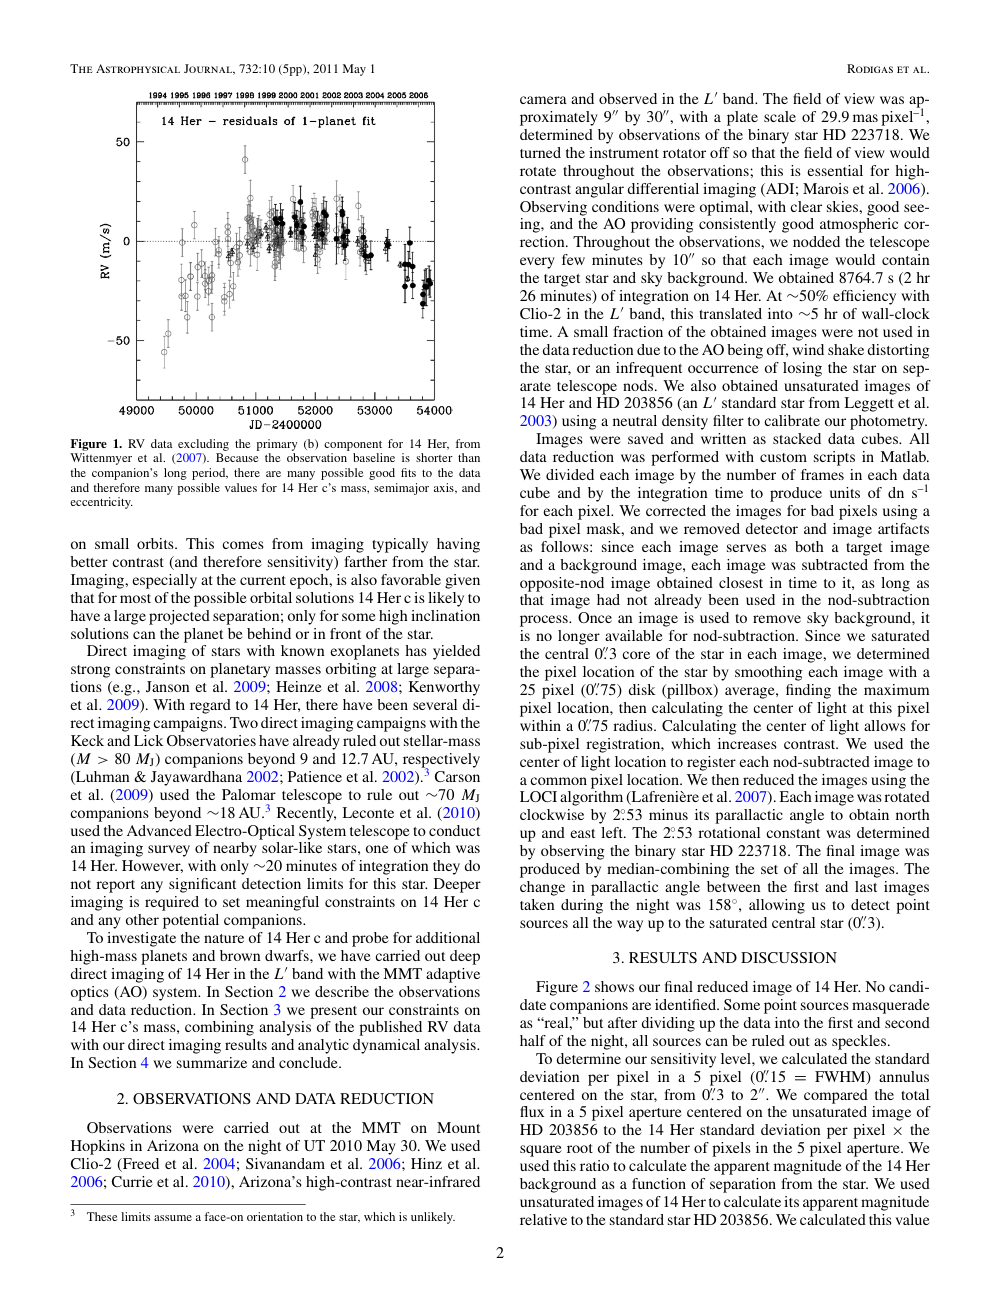 THE ASTROPHYSICAL JOURNAL, 732:10 (5pp), 2011 May 1
RODIGAS ET AL.
1994 1995 1996 1997 1998 1999 2000 2001 2002 2003 2004 2005 2006
14 Her – residuals of 1-planet fit
50
0
−50
RV (m/s)
49000 50000 51000 52000 53000 54000
JD-2400000
Figure 1. RV data excluding the primary (b) component for 14 Her, from
Wittenmyer et al. (2007). Because the observation baseline is shorter than
the companion's long period, there are many possible good fits to the data
and therefore many possible values for 14 Her c's mass, semimajor axis, and
eccentricity.
on small orbits. This comes from imaging typically having
better contrast (and therefore sensitivity) farther from the star.
Imaging, especially at the current epoch, is also favorable given
that for most of the possible orbital solutions 14 Her c is likely to
have a large projected separation; only for some high inclination
solutions can the planet be behind or in front of the star.
Direct imaging of stars with known exoplanets has yielded
strong constraints on planetary masses orbiting at large separa-
tions (e.g., Janson et al. 2009; Heinze et al. 2008; Kenworthy
et al. 2009). With regard to 14 Her, there have been several di-
rect imaging campaigns. Two direct imaging campaigns with the
Keck and Lick Observatories have already ruled out stellar-mass
(M > 80 MJ) companions beyond 9 and 12.7 AU, respectively
(Luhman & Jayawardhana 2002; Patience et al. 2002).3 Carson
et al. (2009) used the Palomar telescope to rule out ∼70 MJ
companions beyond ∼18 AU.3 Recently, Leconte et al. (2010)
used the Advanced Electro-Optical System telescope to conduct
an imaging survey of nearby solar-like stars, one of which was
14 Her. However, with only ∼20 minutes of integration they do
not report any significant detection limits for this star. Deeper
imaging is required to set meaningful constraints on 14 Her c
and any other potential companions.
To investigate the nature of 14 Her c and probe for additional
high-mass planets and brown dwarfs, we have carried out deep
direct imaging of 14 Her in the L′ band with the MMT adaptive
optics (AO) system. In Section 2 we describe the observations
and data reduction. In Section 3 we present our constraints on
14 Her c's mass, combining analysis of the published RV data
with our direct imaging results and analytic dynamical analysis.
In Section 4 we summarize and conclude.
2. OBSERVATIONS AND DATA REDUCTION
Observations were carried out at the MMT on Mount
Hopkins in Arizona on the night of UT 2010 May 30. We used
Clio-2 (Freed et al. 2004; Sivanandam et al. 2006; Hinz et al.
2006; Currie et al. 2010), Arizona's high-contrast near-infrared
3 These limits assume a face-on orientation to the star, which is unlikely.
camera and observed in the L′ band. The field of view was ap-
proximately 9″ by 30″, with a plate scale of 29.9 mas pixel−1,
determined by observations of the binary star HD 223718. We
turned the instrument rotator off so that the field of view would
rotate throughout the observations; this is essential for high-
contrast angular differential imaging (ADI; Marois et al. 2006).
Observing conditions were optimal, with clear skies, good see-
ing, and the AO providing consistently good atmospheric cor-
rection. Throughout the observations, we nodded the telescope
every few minutes by 10″ so that each image would contain
the target star and sky background. We obtained 8764.7 s (2 hr
26 minutes) of integration on 14 Her. At ∼50% efficiency with
Clio-2 in the L′ band, this translated into ∼5 hr of wall-clock
time. A small fraction of the obtained images were not used in
the data reduction due to the AO being off, wind shake distorting
the star, or an infrequent occurrence of losing the star on sep-
arate telescope nods. We also obtained unsaturated images of
14 Her and HD 203856 (an L′ standard star from Leggett et al.
2003) using a neutral density filter to calibrate our photometry.
Images were saved and written as stacked data cubes. All
data reduction was performed with custom scripts in Matlab.
We divided each image by the number of frames in each data
cube and by the integration time to produce units of dn s−1
for each pixel. We corrected the images for bad pixels using a
bad pixel mask, and we removed detector and image artifacts
as follows: since each image serves as both a target image
and a background image, each image was subtracted from the
opposite-nod image obtained closest in time to it, as long as
that image had not already been used in the nod-subtraction
process. Once an image is used to remove sky background, it
is no longer available for nod-subtraction. Since we saturated
the central 0″.3 core of the star in each image, we determined
the pixel location of the star by smoothing each image with a
25 pixel (0″.75) disk (pillbox) average, finding the maximum
pixel location, then calculating the center of light at this pixel
within a 0″.75 radius. Calculating the center of light allows for
sub-pixel registration, which increases contrast. We used the
center of light location to register each nod-subtracted image to
a common pixel location. We then reduced the images using the
LOCI algorithm (Lafrenière et al. 2007). Each image was rotated
clockwise by 2°.53 minus its parallactic angle to obtain north
up and east left. The 2°.53 rotational constant was determined
by observing the binary star HD 223718. The final image was
produced by median-combining the set of all the images. The
change in parallactic angle between the first and last images
taken during the night was 158°, allowing us to detect point
sources all the way up to the saturated central star (0″.3).
3. RESULTS AND DISCUSSION
Figure 2 shows our final reduced image of 14 Her. No candi-
date companions are identified. Some point sources masquerade
as “real,” but after dividing up the data into the first and second
half of the night, all sources can be ruled out as speckles.
To determine our sensitivity level, we calculated the standard
deviation per pixel in a 5 pixel (0″.15 = FWHM) annulus
centered on the star, from 0″.3 to 2″. We compared the total
flux in a 5 pixel aperture centered on the unsaturated image of
HD 203856 to the 14 Her standard deviation per pixel × the
square root of the number of pixels in the 5 pixel aperture. We
used this ratio to calculate the apparent magnitude of the 14 Her
background as a function of separation from the star. We used
unsaturated images of 14 Her to calculate its apparent magnitude
relative to the standard star HD 203856. We calculated this value
2